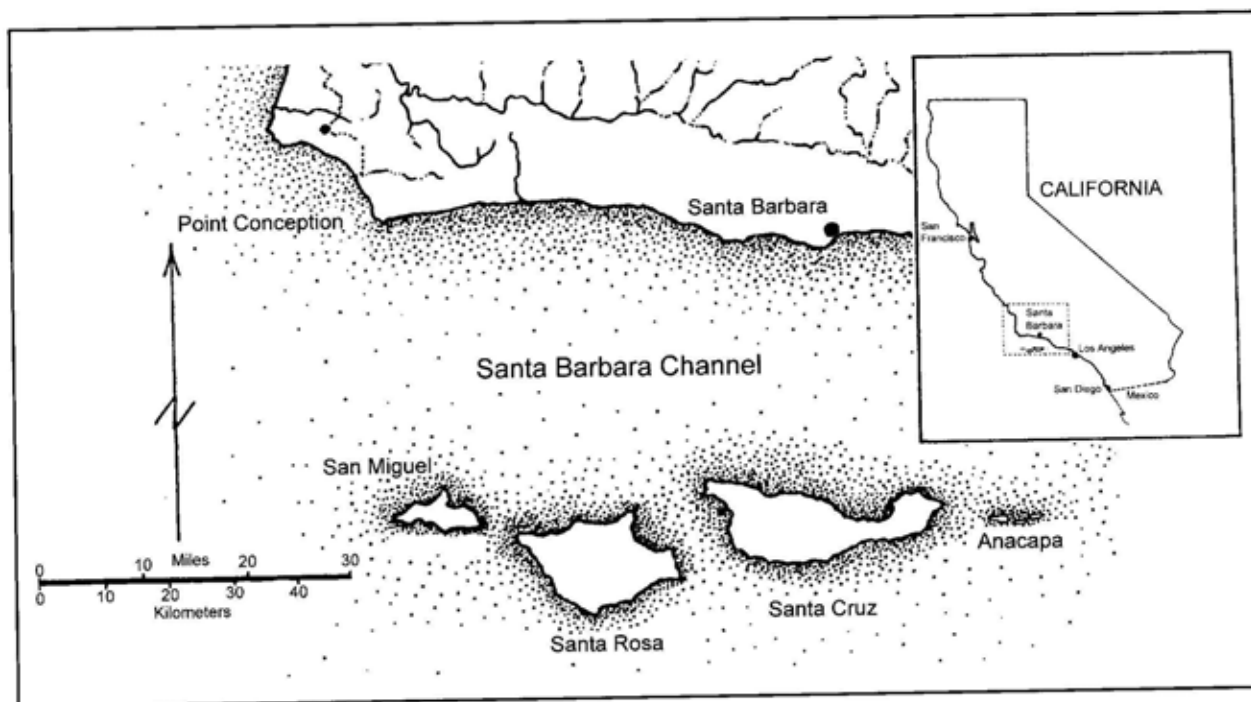 Point Conception
Santa Barbara
Santa Barbara Channel
San Miguel
Santa Rosa
Santa Cruz
Anacapa
0 10 Miles 20 30
0 10 20 30 40
Kilometers
CALIFORNIA
San
Francisco
Santa
Barbara
Los Angeles
San Diego
Mexico